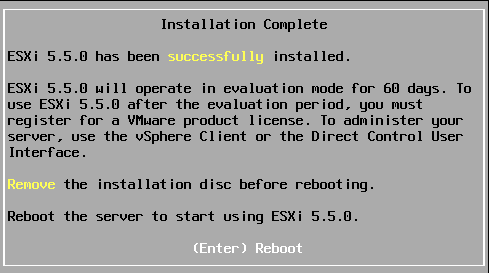 Installation Complete
ESXi 5.5.0 has been successfully installed.
ESXi 5.5.0 will operate in evaluation mode for 60 days. To
use ESXi 5.5.0 after the evaluation period, you must
register for a VMware product license. To administer your
server, use the vSphere Client or the Direct Control User
Interface.
Remove the installation disc before rebooting.
Reboot the server to start using ESXi 5.5.0.
(Enter) Reboot